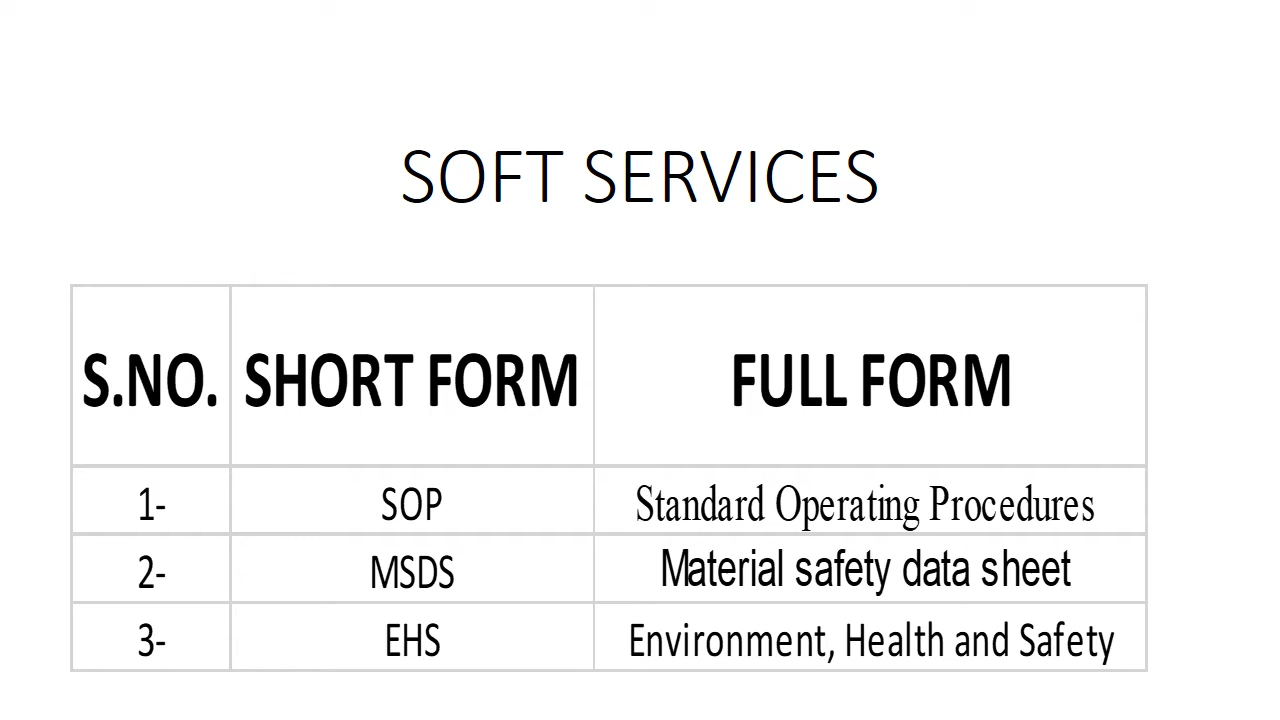 SOFT SERVICES
S.NO. SHORT FORM FULL FORM
1- SOP Standard Operating Procedures
2- MSDS Material safety data sheet
3- EHS Environment, Health and Safety